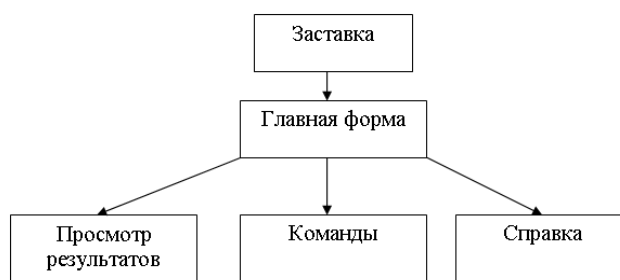 Заставка
Главная форма
Просмотр
результатов
Команды
Справка